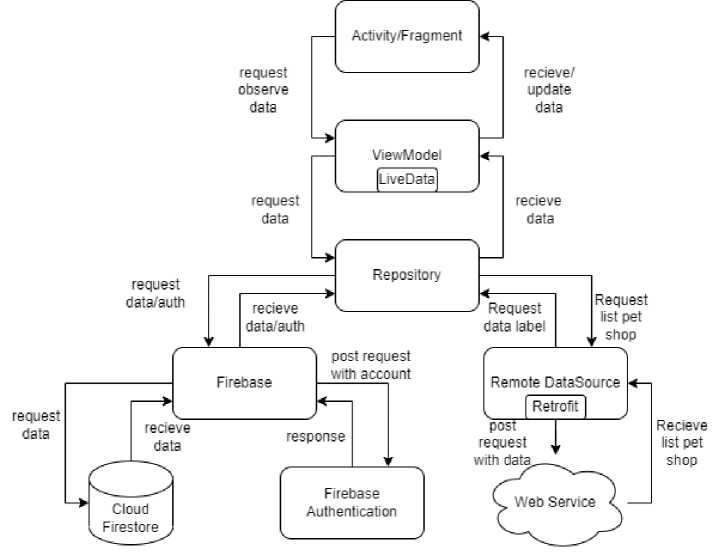 Activity/Fragment
request
observe
data
recieve/
update
data
ViewModel
LiveData
request
data
recieve
data
Repository
request
data/auth
recieve
data/auth
Request
data label
Request
list pet
shop
Firebase
post request
with account
Remote DataSource
Retrofit
request
data
recieve
data
response
post
request
with data
Recieve
list pet
shop
Cloud
Firestore
Firebase
Authentication
Web Service